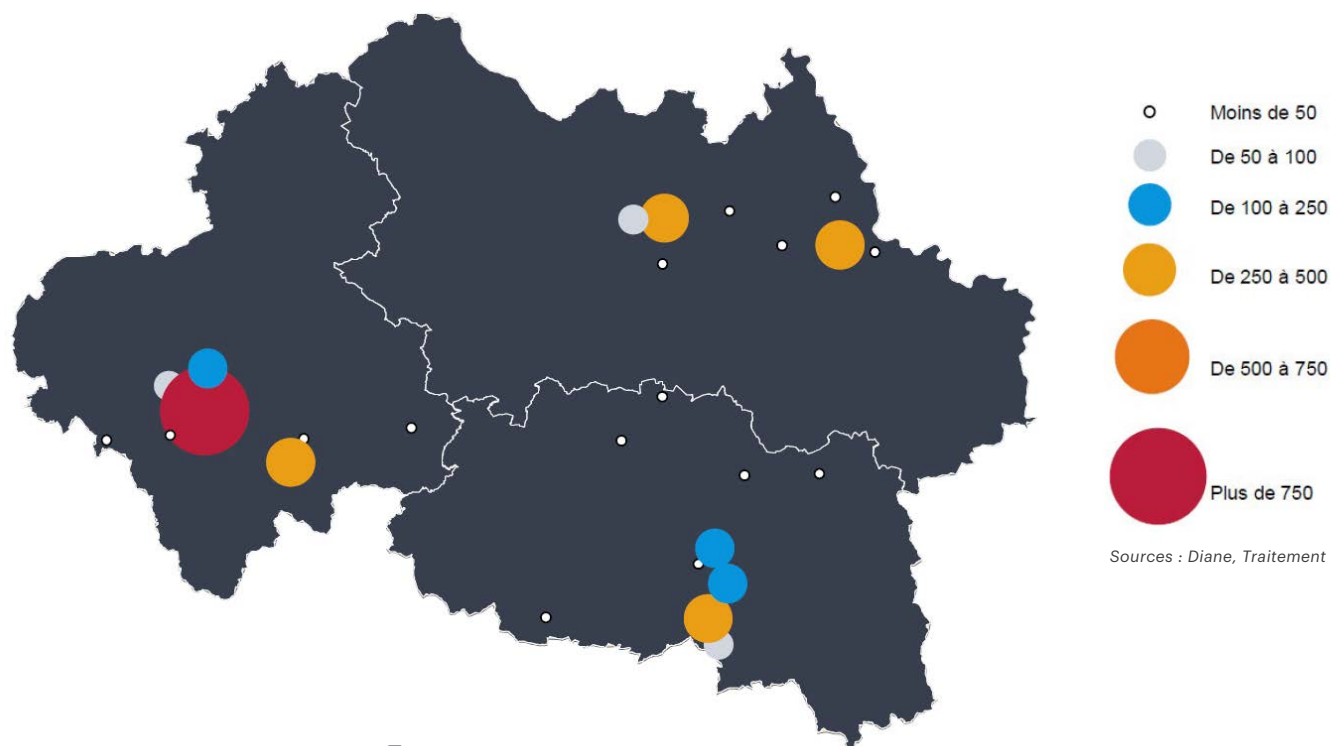 Moins de 50
De 50 à 100
De 100 à 250
De 250 à 500
De 500 à 750
Plus de 750
Sources : Diane, Traitement